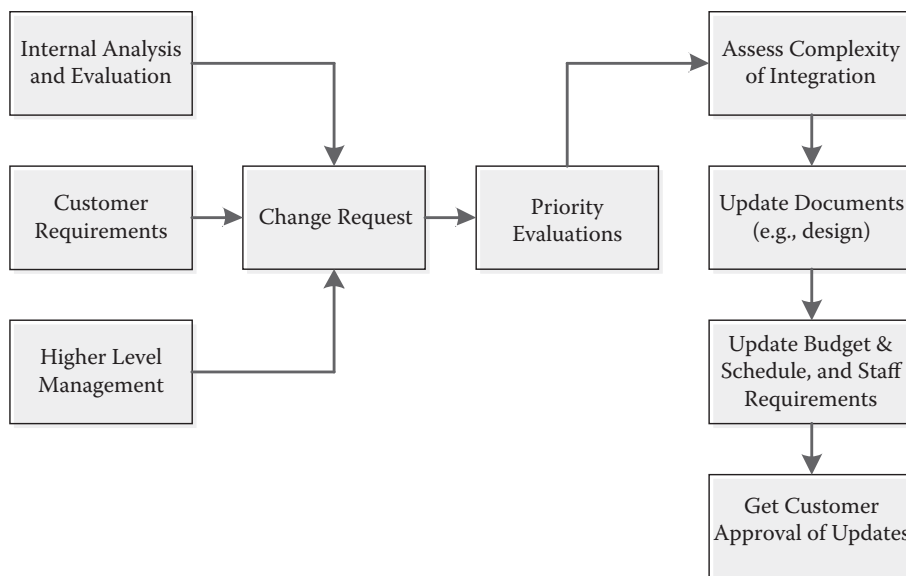 Internal Analysis
and Evaluation
Customer
Requirements
Higher Level
Management
Change Request
Priority
Evaluations
Assess Complexity
of Integration
Update Documents
(e.g., design)
Update Budget &
Schedule, and Staff
Requirements
Get Customer
Approval of Updates